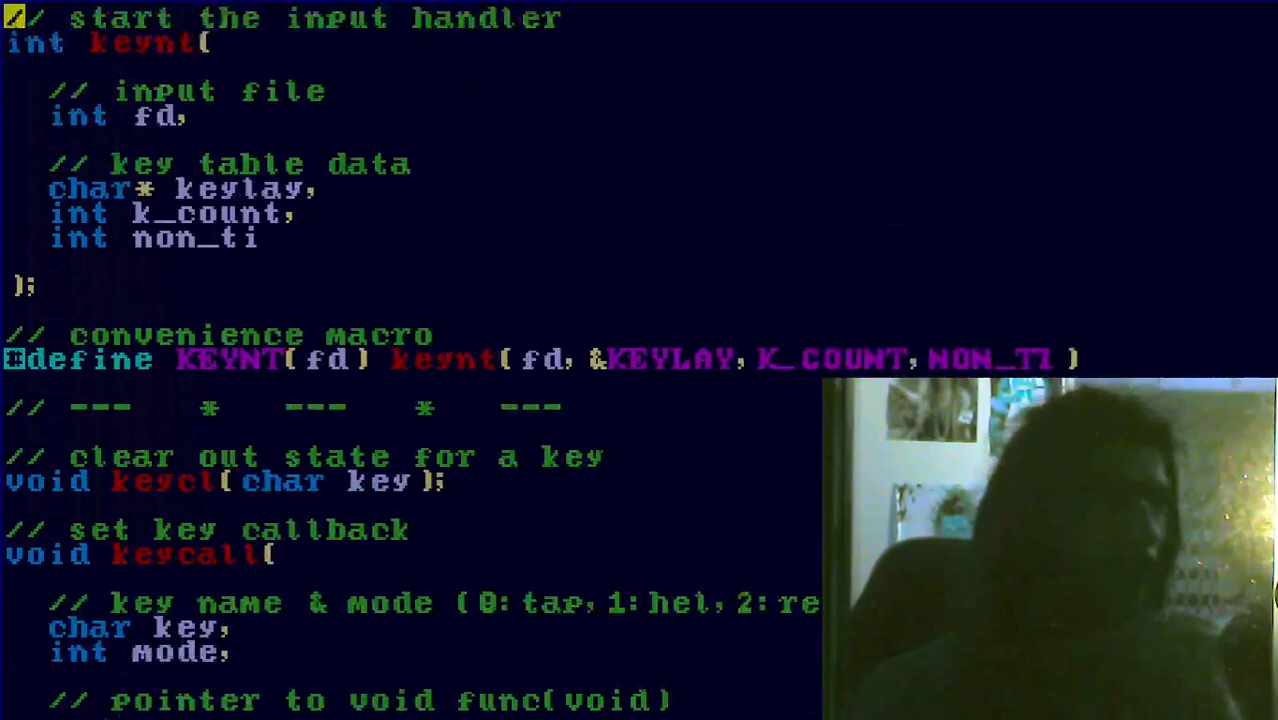 // start the input handler
int keynt(
// input file
int fd,
// key table data
char* keylay,
int k_count,
int non_ti
);
// convenience macro
#define KEYNT(fd) keynt(fd, &KEYLAY, K_COUNT, NON_TI)
// --- * --- * ---
// clear out state for a key
void keycl(char key);
// set key callback
void keycall(
// key name & mode (0: tap, 1: hel, 2: re
char key,
int mode,
// pointer to void func(void)